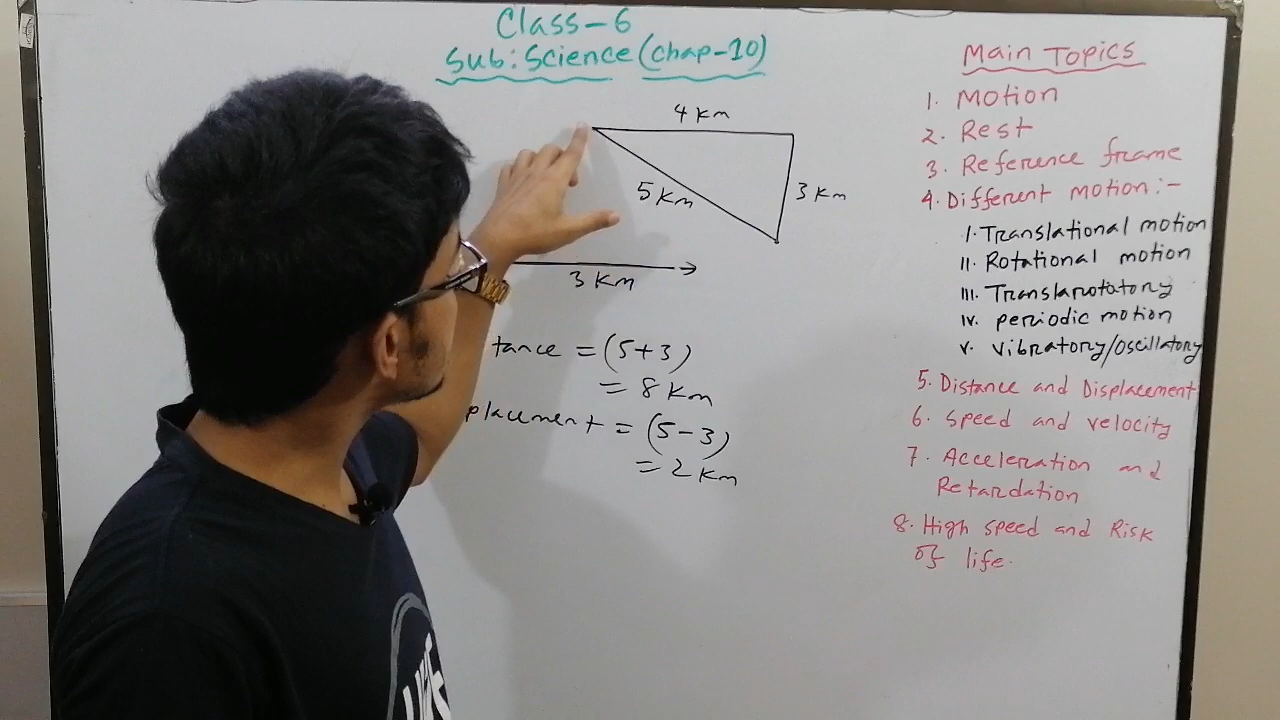 Class-6
Sub: Science (chap-10)
4 km
5 km
3 km
3 km
tance = (5+3)
= 8 km
placement = (5-3)
= 2 km
Main Topics
1. Motion
2. Rest
3. Reference frame
4. Different motion:-
I. Translational motion
II. Rotational motion
III. Translarotatory
IV. periodic motion
V. vibratory/oscillatory
5. Distance and Displacement
6. Speed and velocity
7. Acceleration and
Retardation
8. High speed and Risk
of life.